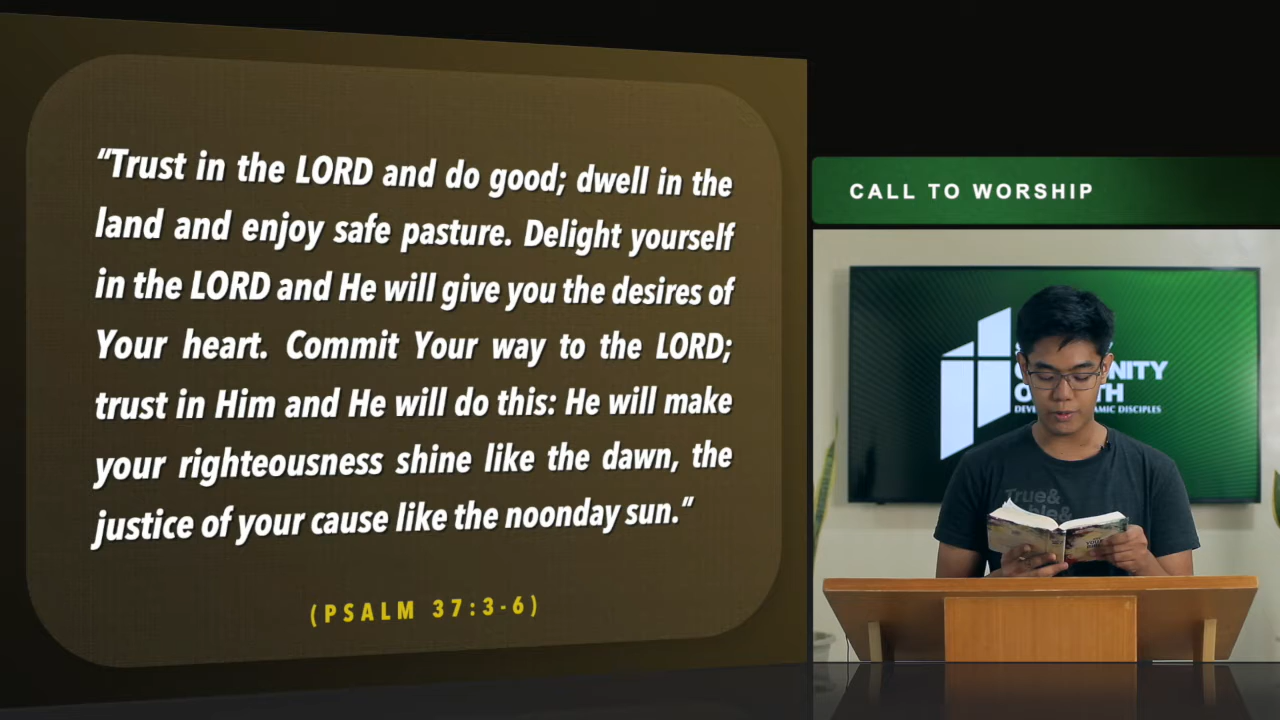 “Trust in the LORD and do good; dwell in the
land and enjoy safe pasture. Delight yourself
in the LORD and He will give you the desires of
Your heart. Commit Your way to the LORD;
trust in Him and He will do this: He will make
your righteousness shine like the dawn, the
justice of your cause like the noonday sun.”
(PSALM 37:3-6)
CALL TO WORSHIP
True&